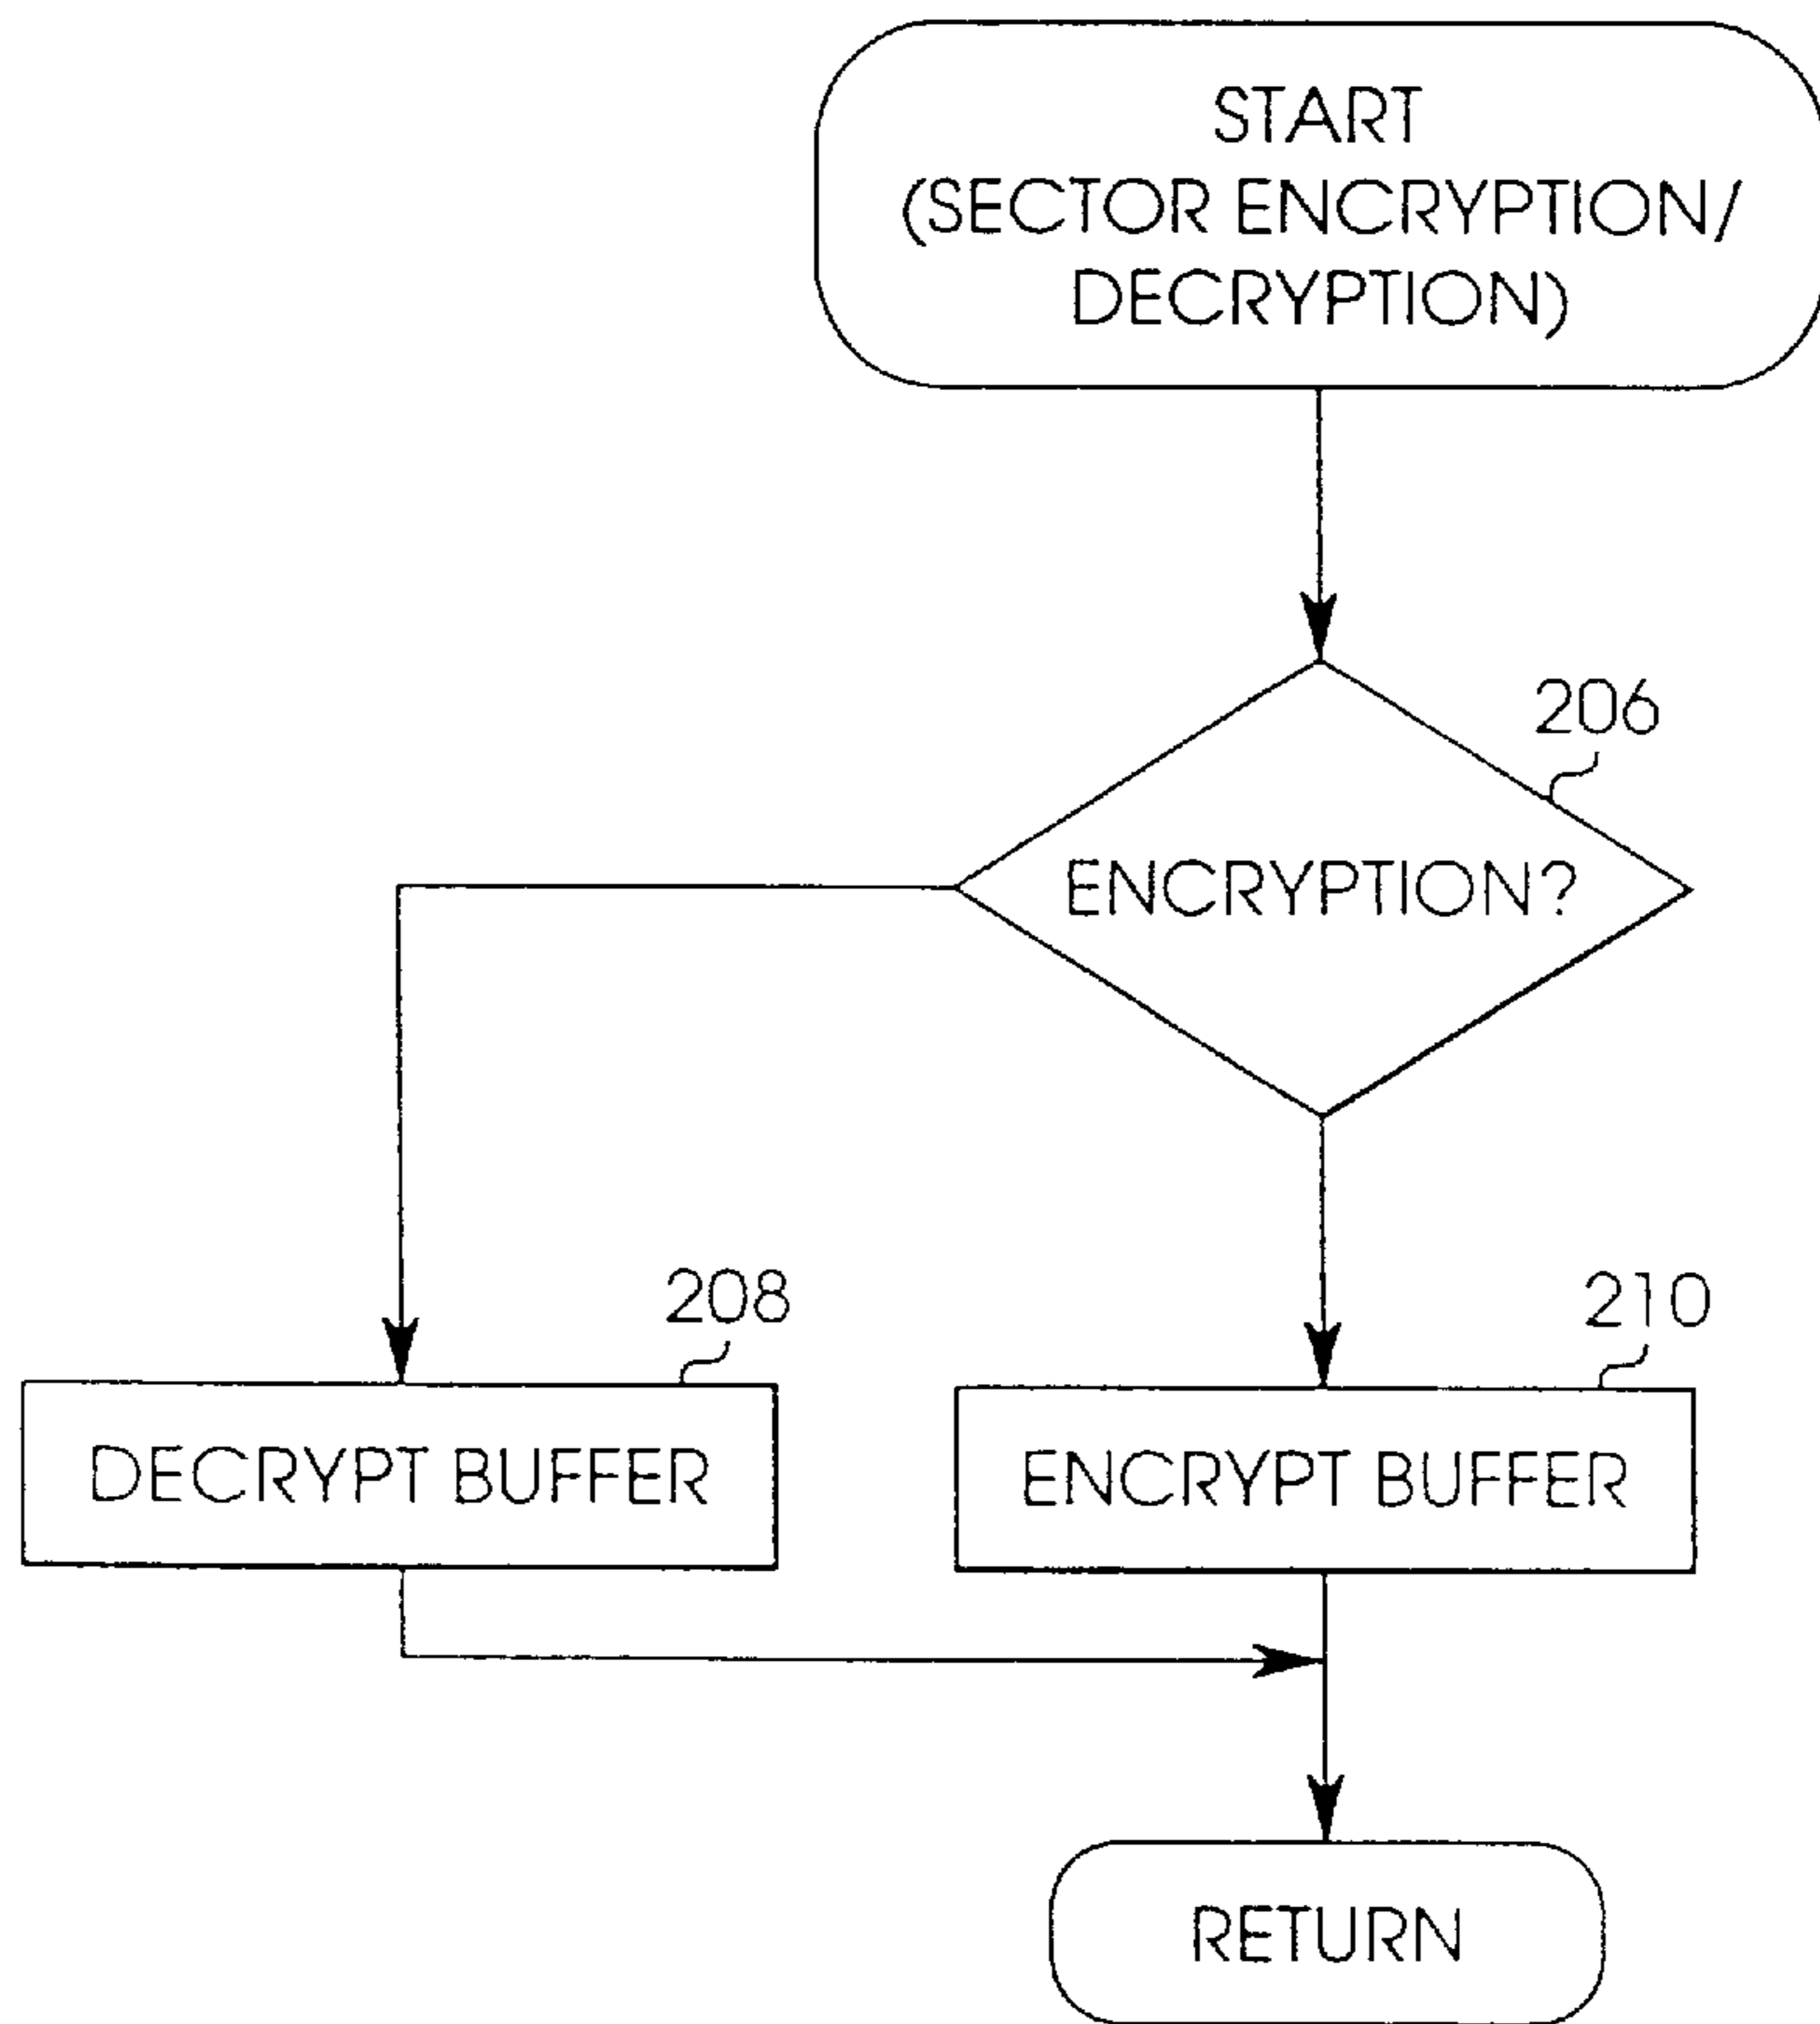 START
(SECTOR ENCRYPTION/
DECRYPTION)
206
ENCRYPTION?
208
210
DECRYPT BUFFER
ENCRYPT BUFFER
RETURN